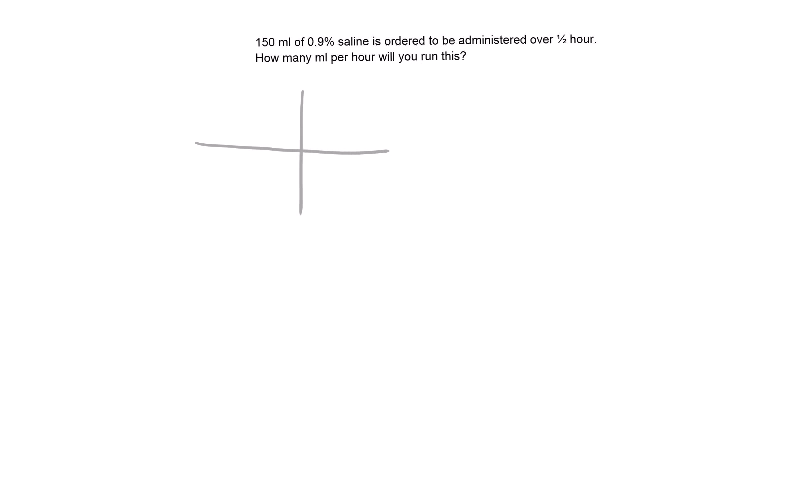 150 ml of 0.9% saline is ordered to be administered over ½ hour.
How many ml per hour will you run this?